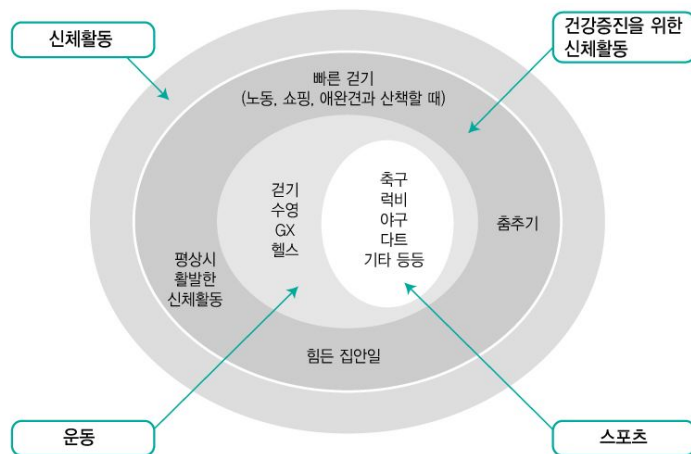 신체활동
건강증진을 위한
신체활동
빠른 걷기
(노동, 쇼핑, 애완견과 산책할 때)
걷기
수영
GX
헬스
축구
럭비
야구
다트
기타 등등
춤추기
평상시
활발한
신체활동
힘든 집안일
운동
스포츠